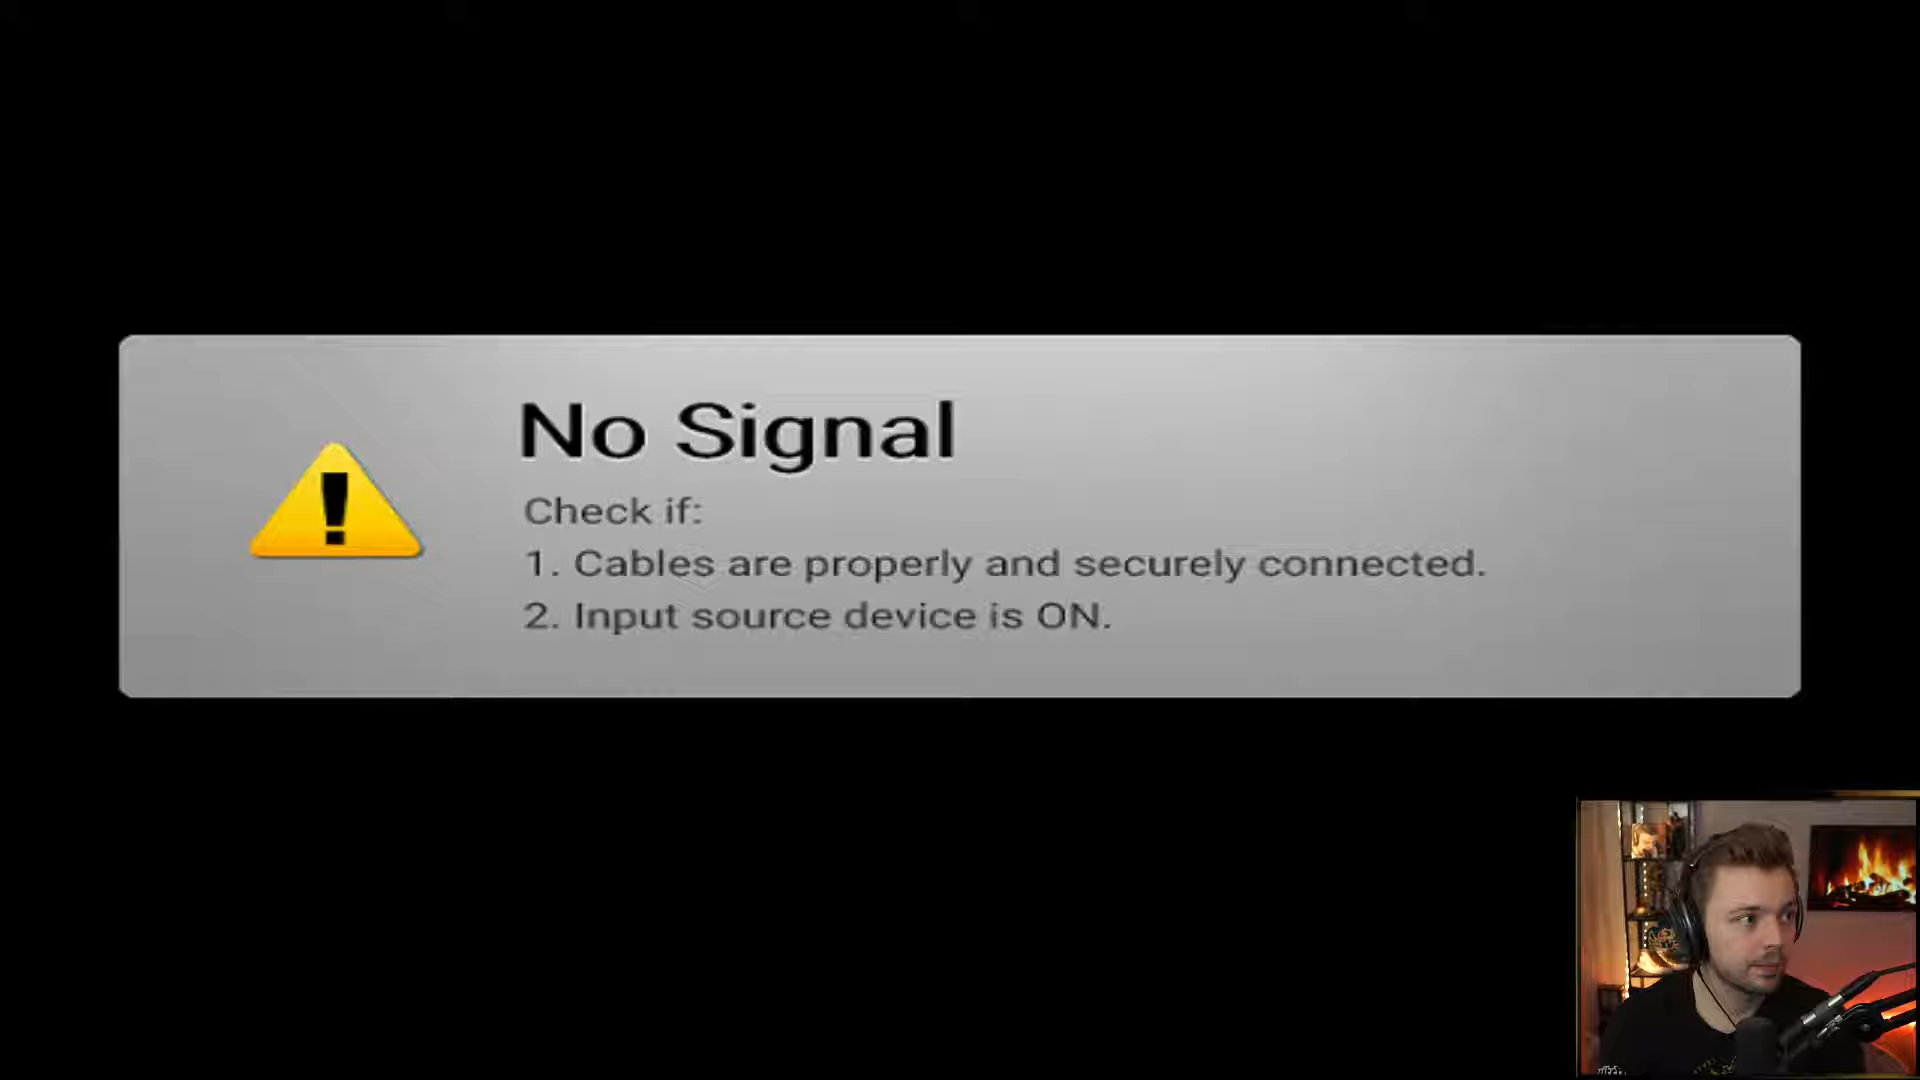 No Signal
Check if:
1. Cables are properly and securely connected.
2. Input source device is ON.